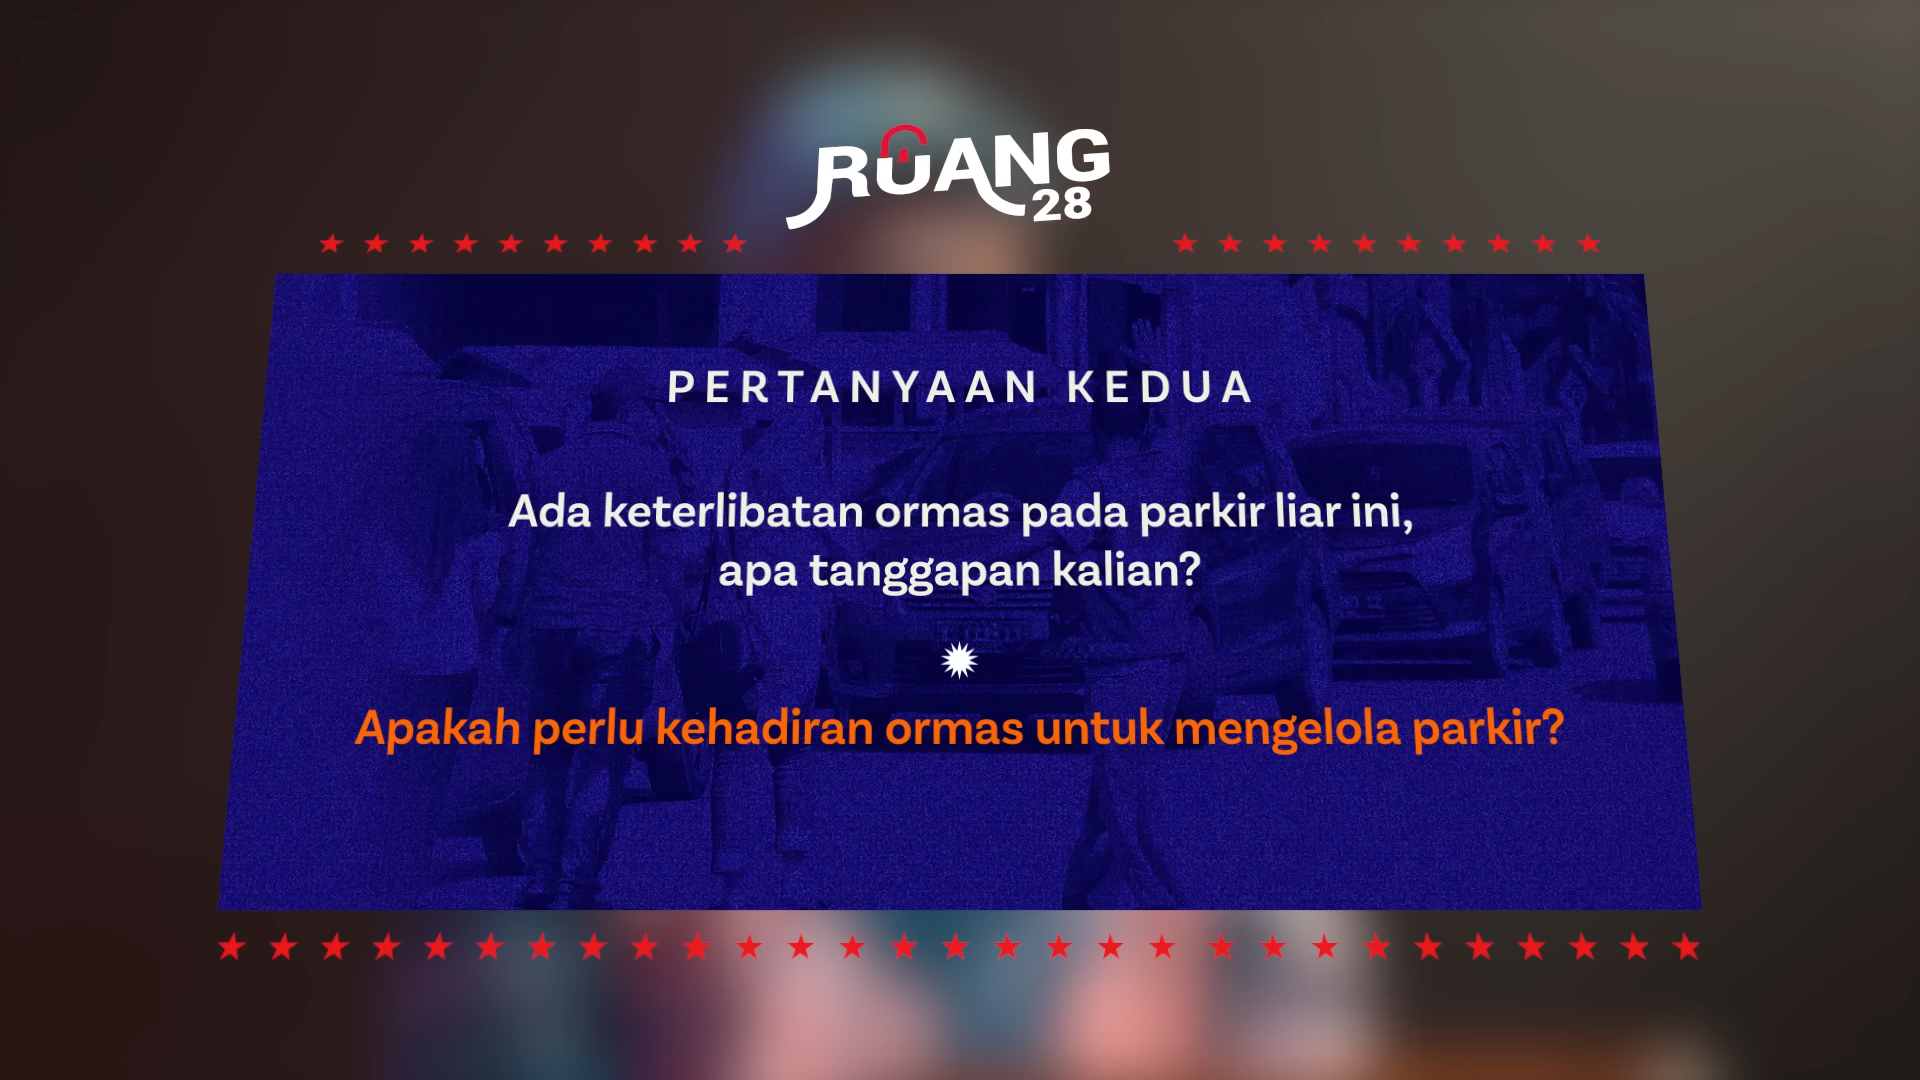 RUANG
28
PERTANYAAN KEDUA
Ada keterlibatan ormas pada parkir liar ini,
apa tanggapan kalian?
Apakah perlu kehadiran ormas untuk mengelola parkir?